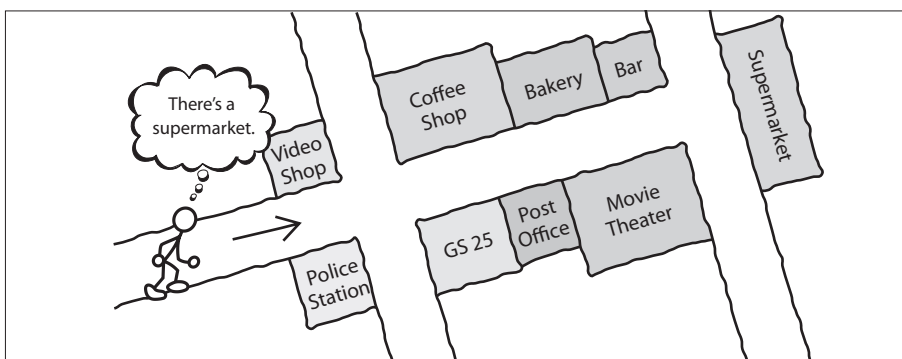 There's a
supermarket.
Video
Shop
Coffee
Shop
Bakery
Bar
Supermarket
Police
Station
GS 25
Post
Office
Movie
Theater